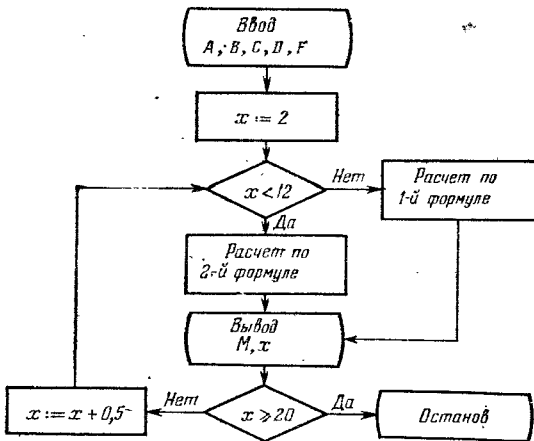 Ввод
A, B, C, D, F
x := 2
x < 12
Нет
Расчет по
1-й формуле
Да
Расчет по
2-й формуле
Вывод
M, x
x ⩾ 20
Нет
x := x + 0,5
Да
Останов